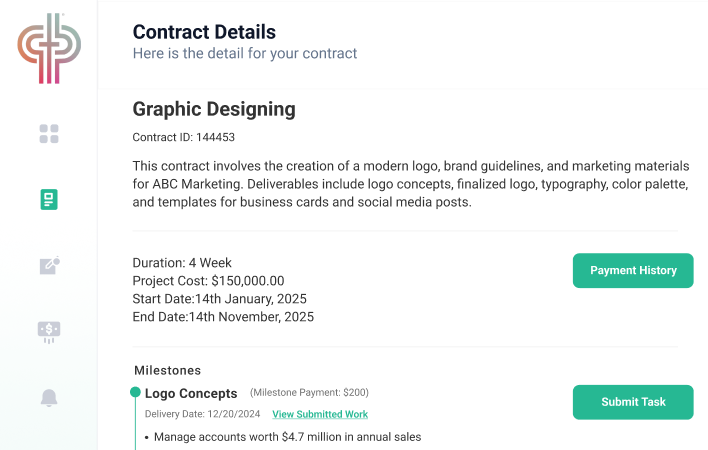 Contract Details
Here is the detail for your contract
Graphic Designing
Contract ID: 144453
This contract involves the creation of a modern logo, brand guidelines, and marketing materials
for ABC Marketing. Deliverables include logo concepts, finalized logo, typography, color palette,
and templates for business cards and social media posts.
Duration: 4 Week
Project Cost: $150,000.00
Start Date:14th January, 2025
End Date:14th November, 2025
Payment History
Milestones
Logo Concepts (Milestone Payment: $200)
Delivery Date: 12/20/2024 View Submitted Work
Submit Task
• Manage accounts worth $4.7 million in annual sales